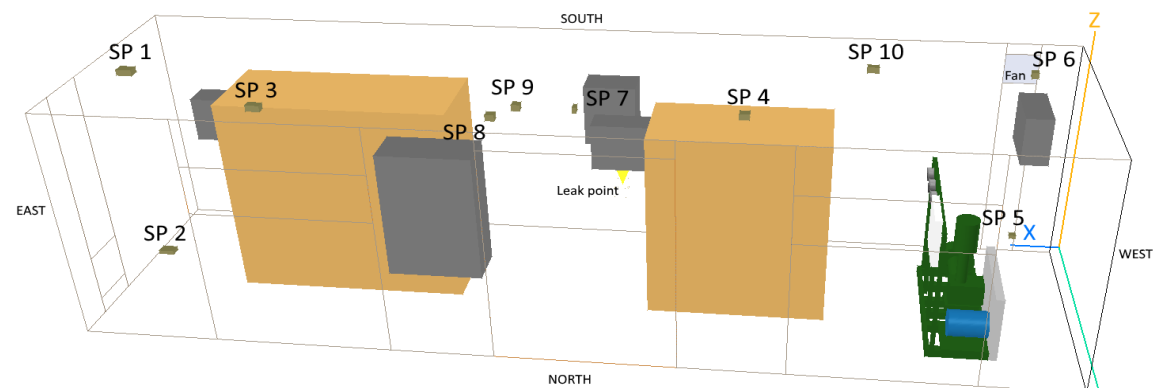 SOUTH
Z
SP 1
SP 10
SP 6
Fan
SP 3
SP 9
SP 7
SP 4
SP 8
Leak point
EAST
SP 2
SP 5
X
WEST
NORTH